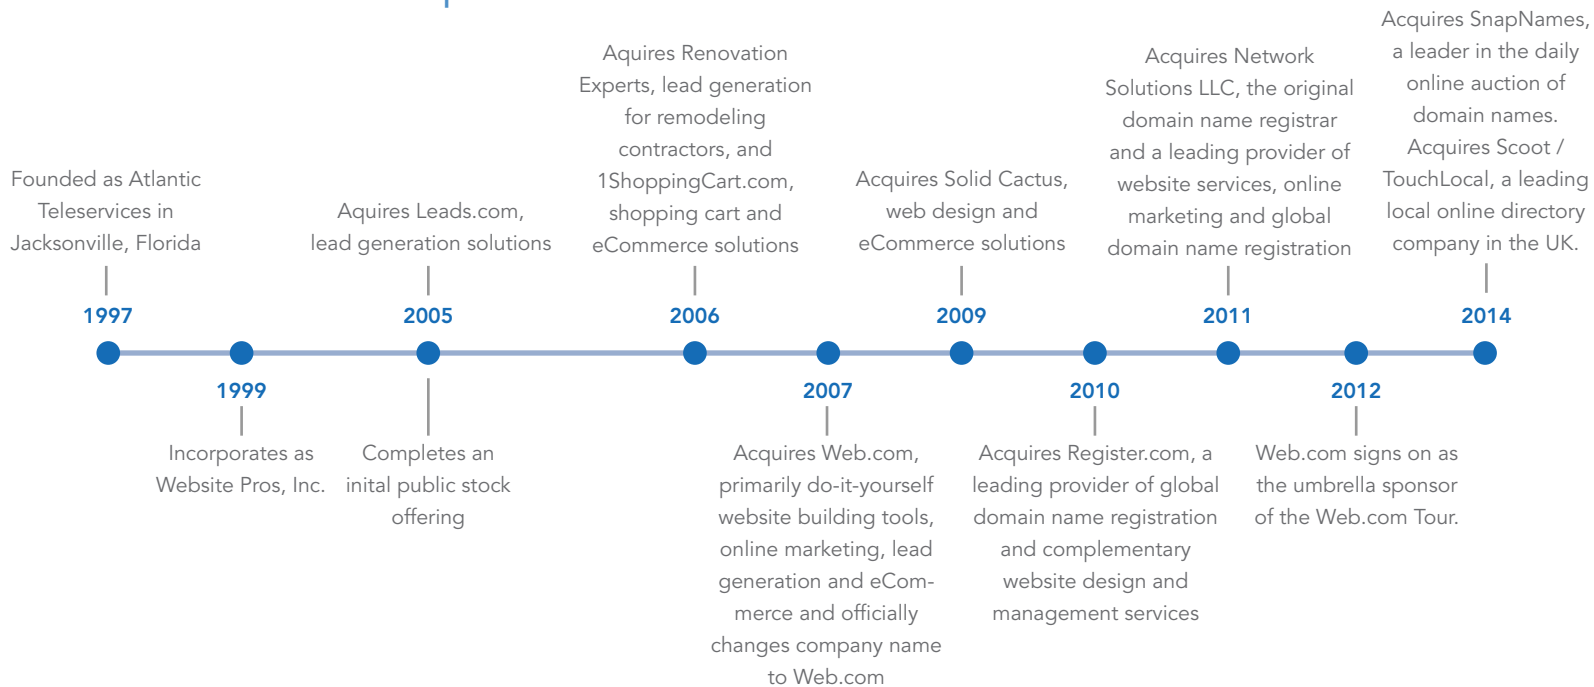 Founded as Atlantic
Teleservices in
Jacksonville, Florida
1997
1999
Incorporates as
Website Pros, Inc.
Aquires Leads.com,
lead generation solutions
2005
Completes an
inital public stock
offering
Aquires Renovation
Experts, lead generation
for remodeling
contractors, and
1ShoppingCart.com,
shopping cart and
eCommerce solutions
2006
2007
Acquires Web.com,
primarily do-it-yourself
website building tools,
online marketing, lead
generation and eCom-
merce and officially
changes company name
to Web.com
Acquires Solid Cactus,
web design and
eCommerce solutions
2009
2010
Acquires Register.com, a
leading provider of global
domain name registration
and complementary
website design and
management services
Acquires Network
Solutions LLC, the original
domain name registrar
and a leading provider of
website services, online
marketing and global
domain name registration
2011
2012
Web.com signs on as
the umbrella sponsor
of the Web.com Tour.
Acquires SnapNames,
a leader in the daily
online auction of
domain names.
Acquires Scoot /
TouchLocal, a leading
local online directory
company in the UK.
2014